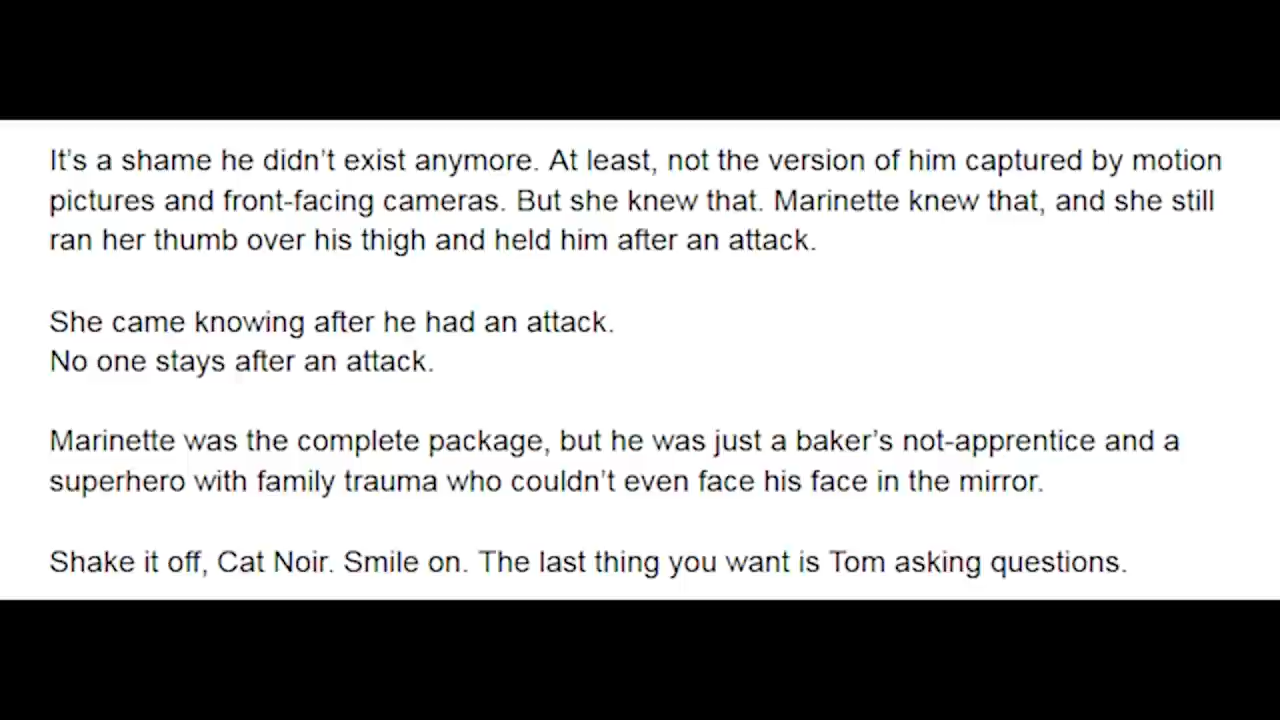 It’s a shame he didn’t exist anymore. At least, not the version of him captured by motion
pictures and front-facing cameras. But she knew that. Marinette knew that, and she still
ran her thumb over his thigh and held him after an attack.
She came knowing after he had an attack.
No one stays after an attack.
Marinette was the complete package, but he was just a baker’s not-apprentice and a
superhero with family trauma who couldn’t even face his face in the mirror.
Shake it off, Cat Noir. Smile on. The last thing you want is Tom asking questions.